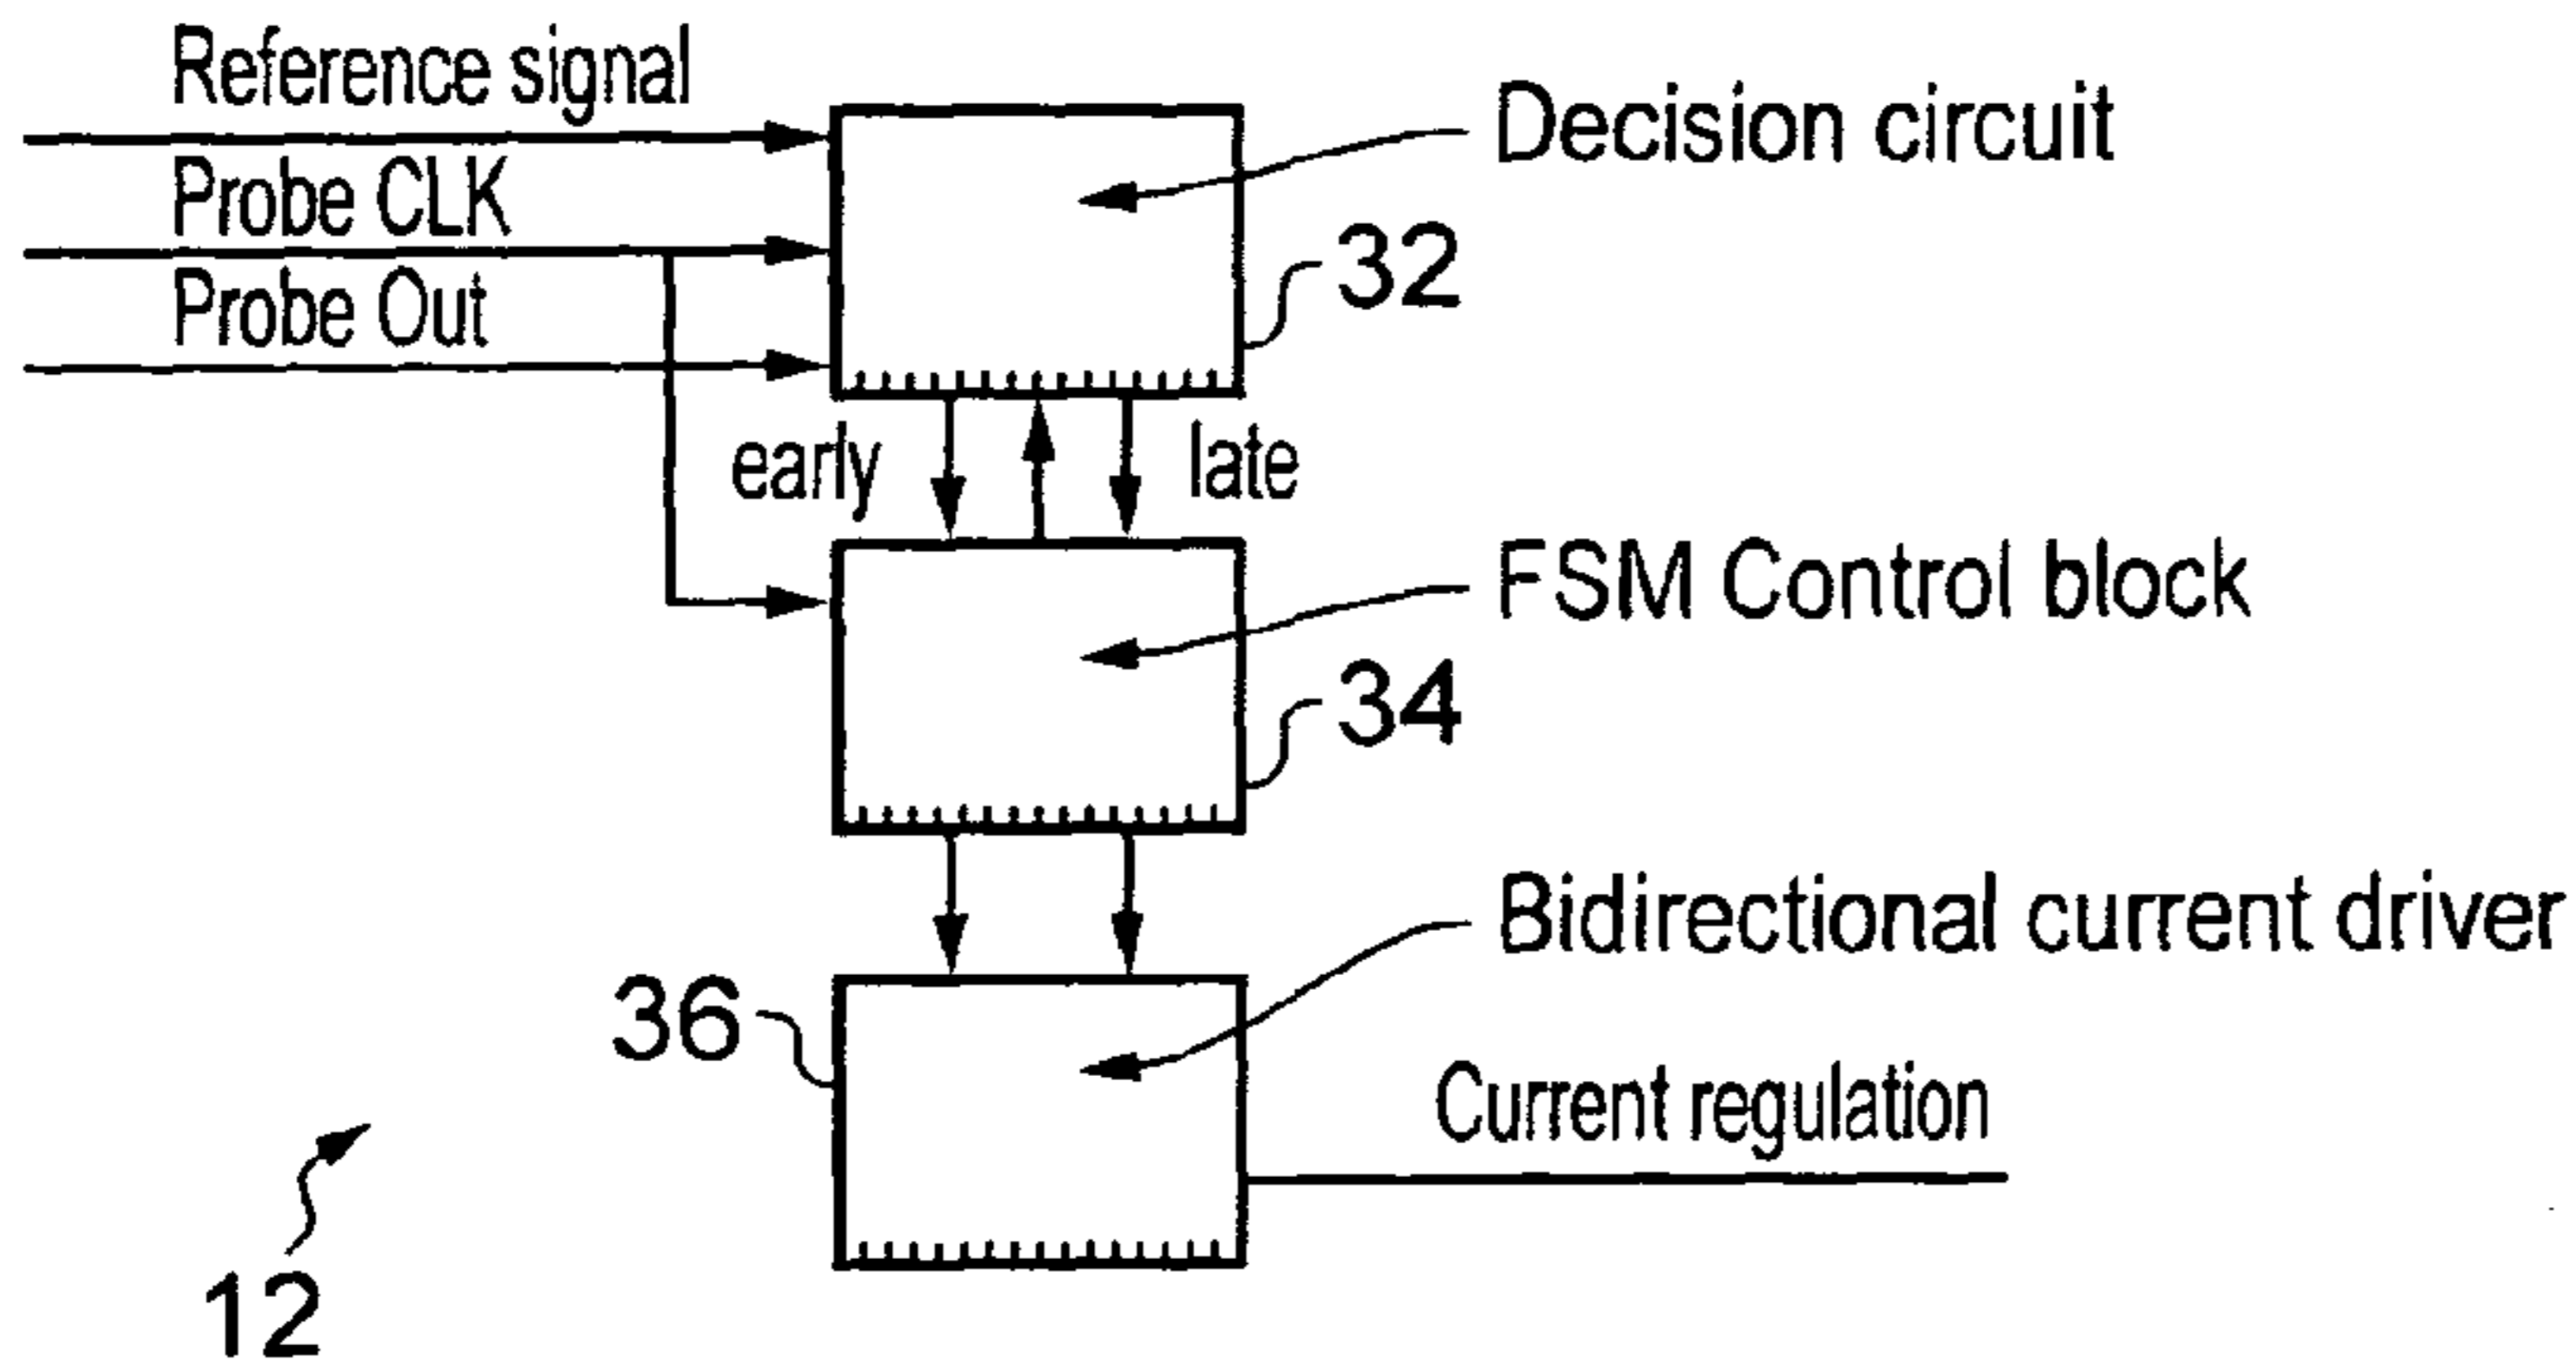 Reference signal
Probe CLK
Probe Out
Decision circuit
32
early
late
FSM Control block
34
Bidirectional current driver
36
Current regulation
12